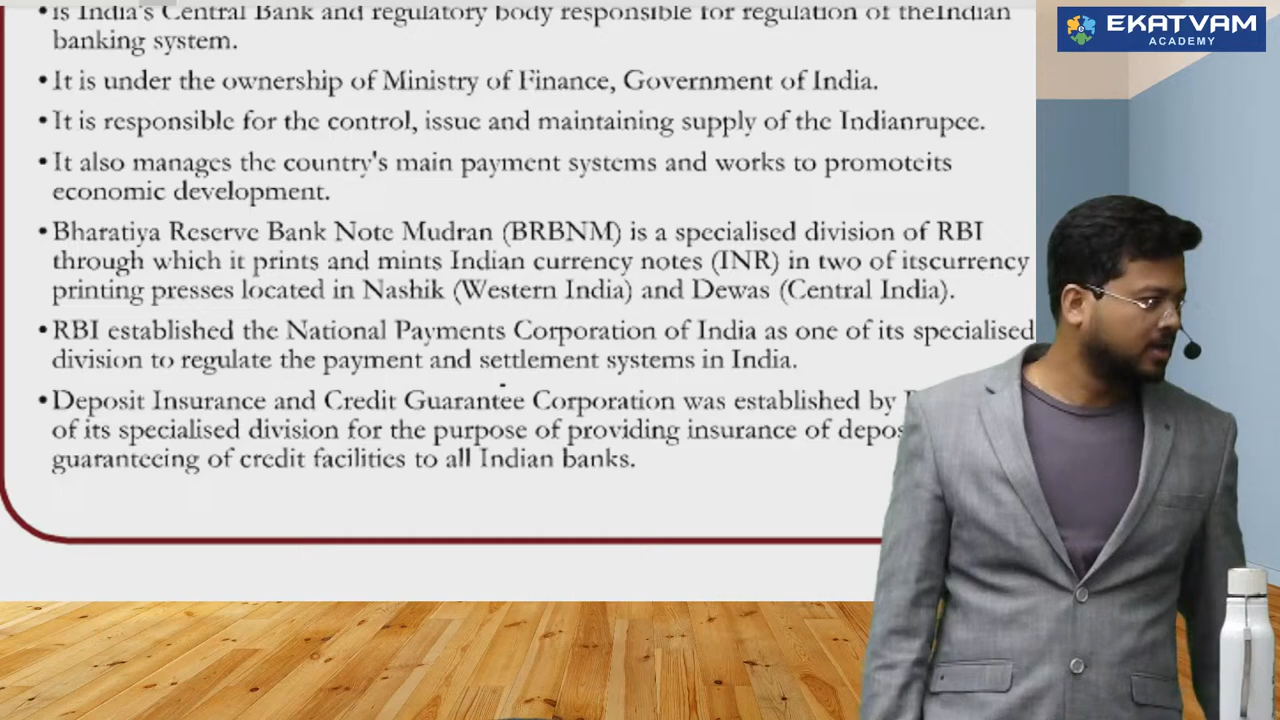 • is India's Central Bank and regulatory body responsible for regulation of theIndian
banking system.
• It is under the ownership of Ministry of Finance, Government of India.
• It is responsible for the control, issue and maintaining supply of the Indianrupee.
• It also manages the country's main payment systems and works to promoteits
economic development.
• Bharatiya Reserve Bank Note Mudran (BRBNM) is a specialised division of RBI
through which it prints and mints Indian currency notes (INR) in two of itscurrency
printing presses located in Nashik (Western India) and Dewas (Central India).
• RBI established the National Payments Corporation of India as one of its specialised
division to regulate the payment and settlement systems in India.
• Deposit Insurance and Credit Guarantee Corporation was established by
of its specialised division for the purpose of providing insurance of
guaranteeing of credit facilities to all Indian banks.
EKATVAM
ACADEMY